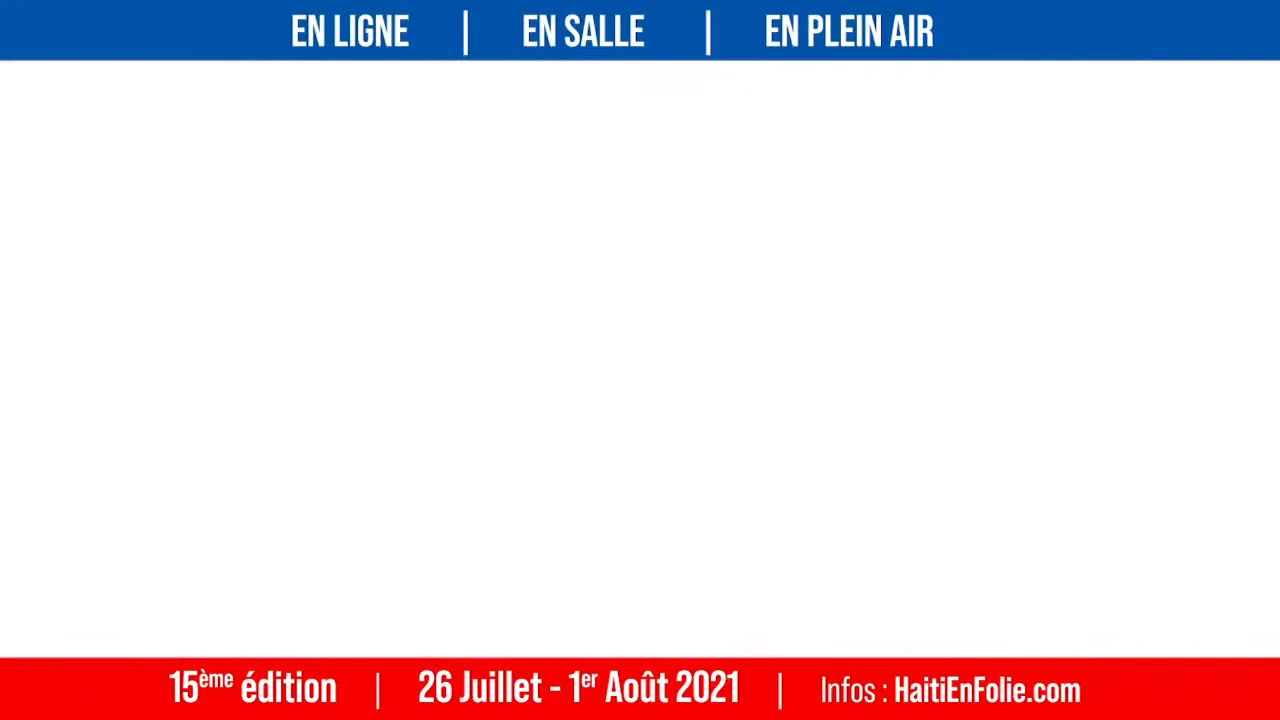 EN LIGNE | EN SALLE | EN PLEIN AIR
15ème édition | 26 Juillet - 1er Août 2021 | Infos : HaitiEnFolie.com